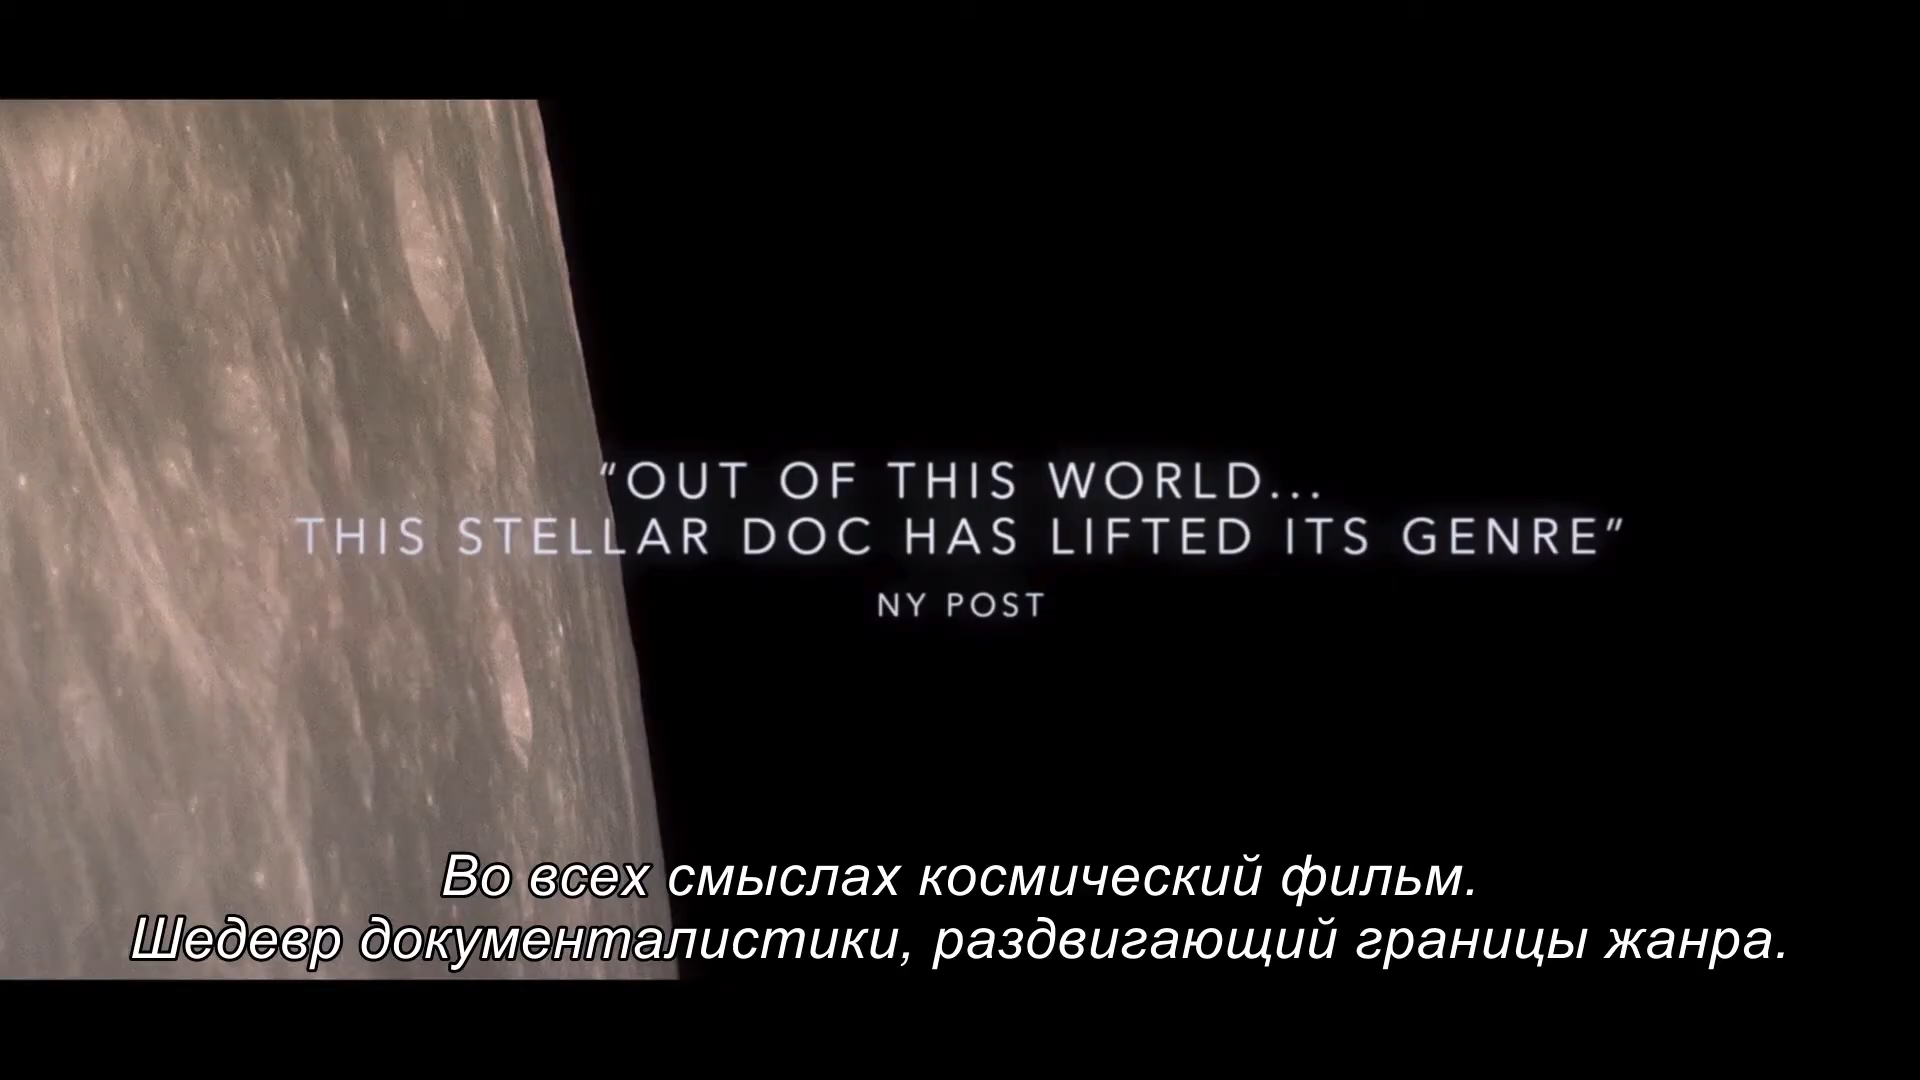 “OUT OF THIS WORLD...
THIS STELLAR DOC HAS LIFTED ITS GENRE”
NY POST
Во всех смыслах космический фильм.
Шедевр документалистики, раздвигающий границы жанра.